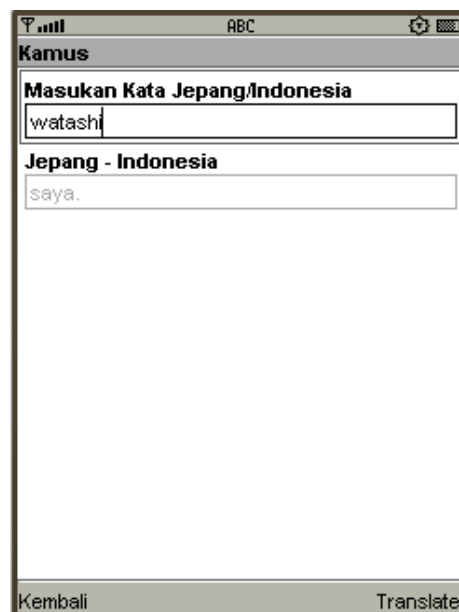 ABC
Kamus
Masukan Kata Jepang/Indonesia
watashi
Jepang - Indonesia
saya.
Kembali Translate